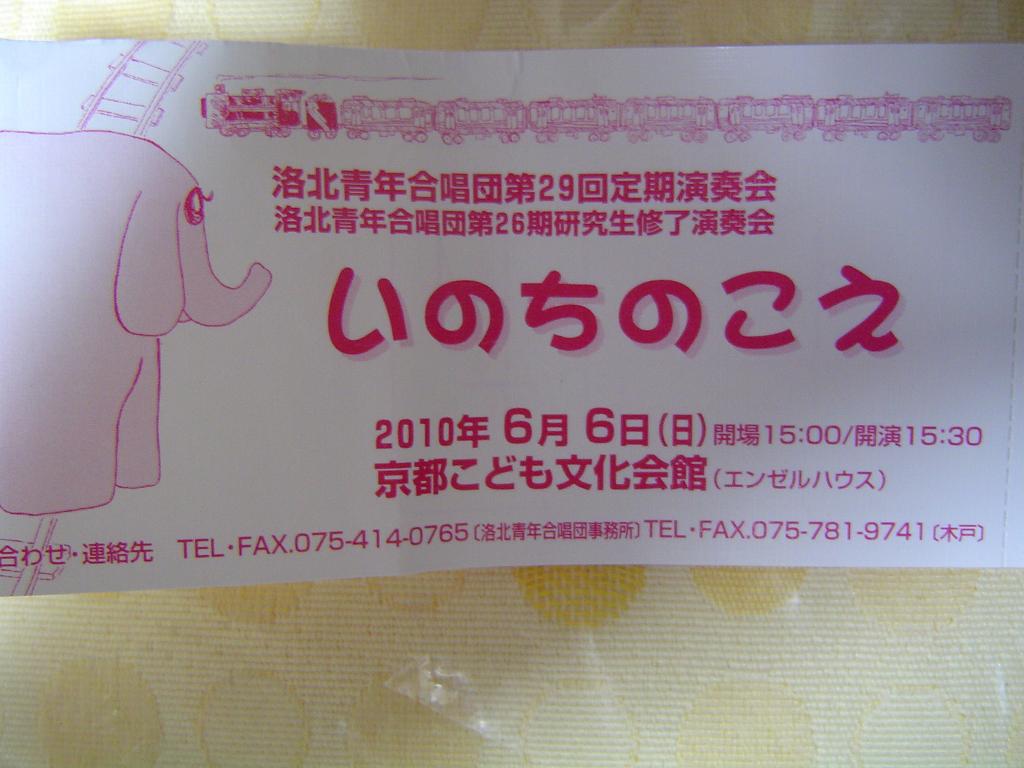 洛北青年合唱団第29回定期演奏会
洛北青年合唱団第26期研究生修了演奏会
いのちのこえ
2010年 6月 6日(日)開場15:00/開演15:30
京都こども文化会館(エンゼルハウス)
合わせ・連絡先 TEL・FAX.075-414-0765〔洛北青年合唱団事務所〕TEL・FAX.075-781-9741〔木戸〕